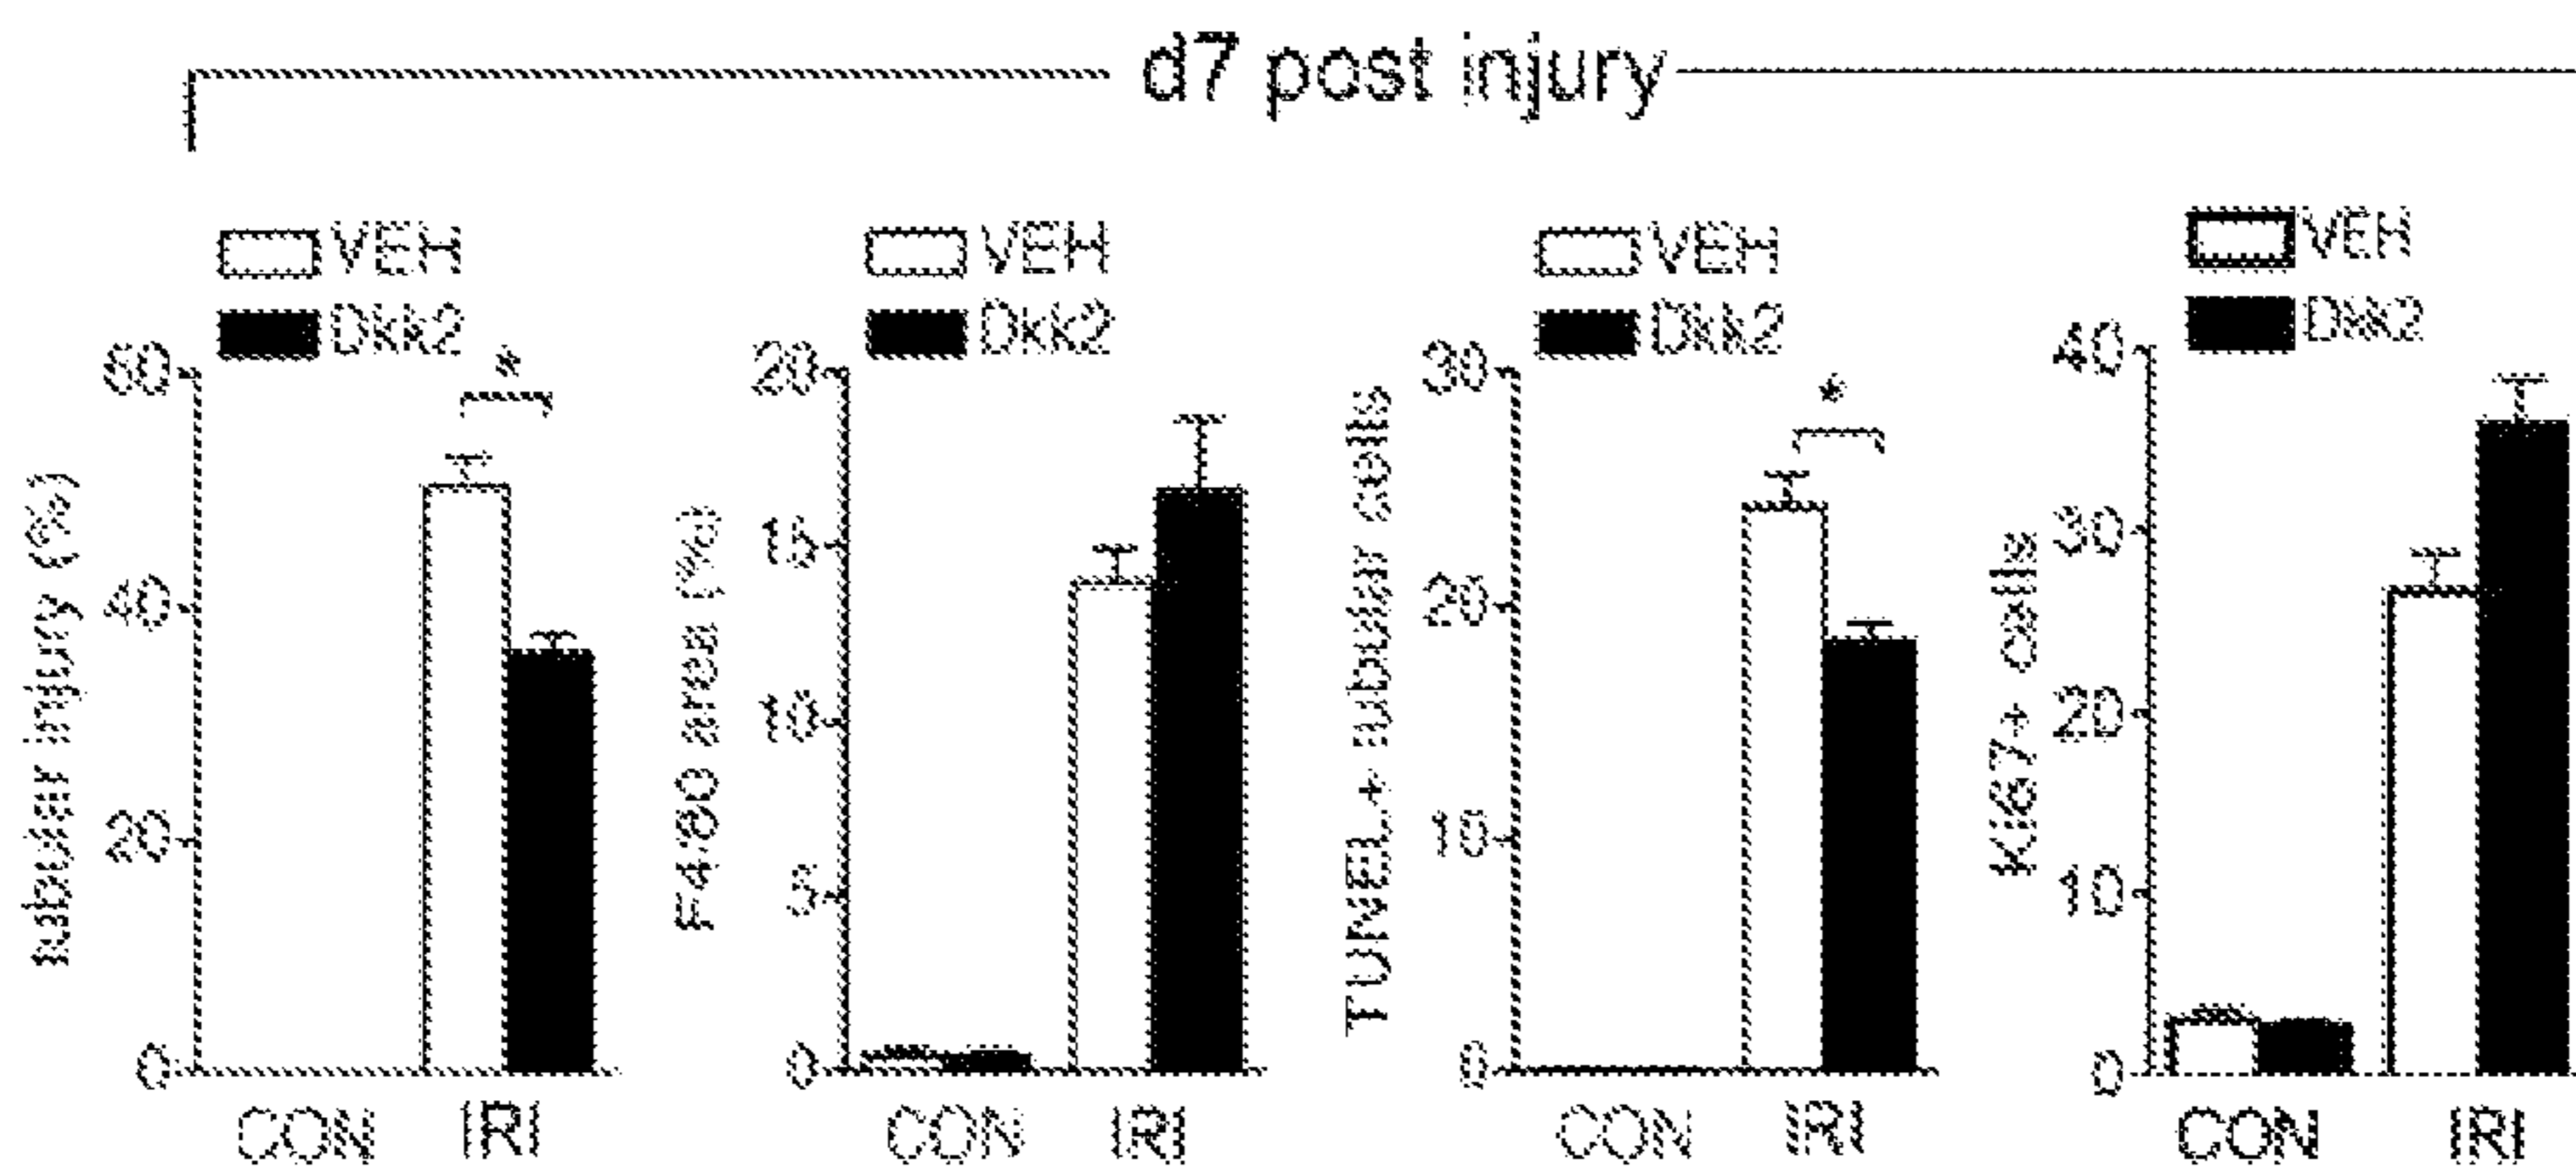 d7 post injury
VEH
Dkk2
*
60
40
20
0
tubular injury (%)
CON IRI
VEH
Dkk2
20
15
10
5
0
F4/80 area (%)
CON IRI
VEH
Dkk2
*
30
20
10
0
TUNEL+ tubular cells
CON IRI
VEH
Dkk2
40
30
20
10
0
Ki67+ cells
CON IRI